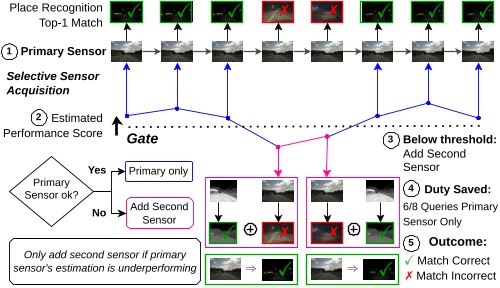 Place Recognition
Top-1 Match
1 Primary Sensor
Selective Sensor
Acquisition
2 Estimated
Performance Score
Gate
3 Below threshold:
Add Second
Sensor
Primary
Sensor ok?
Yes
Primary only
No
Add Second
Sensor
4 Duty Saved:
6/8 Queries Primary
Sensor Only
5 Outcome:
✓ Match Correct
✗ Match Incorrect
Only add second sensor if primary
sensor's estimation is underperforming